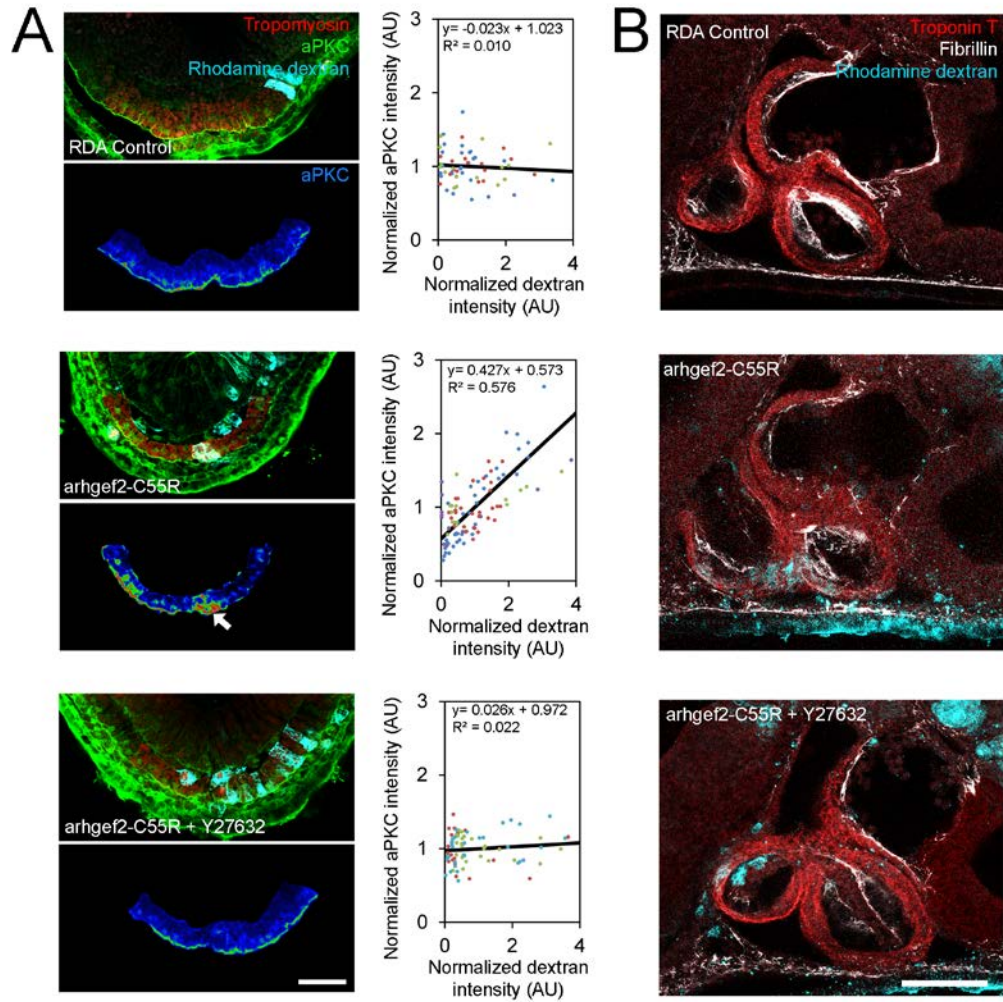 A
Tropomyosin
aPKC
Rhodamine dextran
RDA Control
aPKC
Normalized aPKC intensity (AU)
3
2
1
0
y= -0.023x + 1.023
R² = 0.010
0 2 4
Normalized dextran
intensity (AU)
B
RDA Control
Troponin T
Fibrillin
Rhodamine dextran
arhgef2-C55R
Normalized aPKC intensity (AU)
3
2
1
0
y= 0.427x + 0.573
R² = 0.576
0 2 4
Normalized dextran
intensity (AU)
arhgef2-C55R
arhgef2-C55R + Y27632
Normalized aPKC intensity (AU)
3
2
1
0
y= 0.026x + 0.972
R² = 0.022
0 2 4
Normalized dextran
intensity (AU)
arhgef2-C55R + Y27632